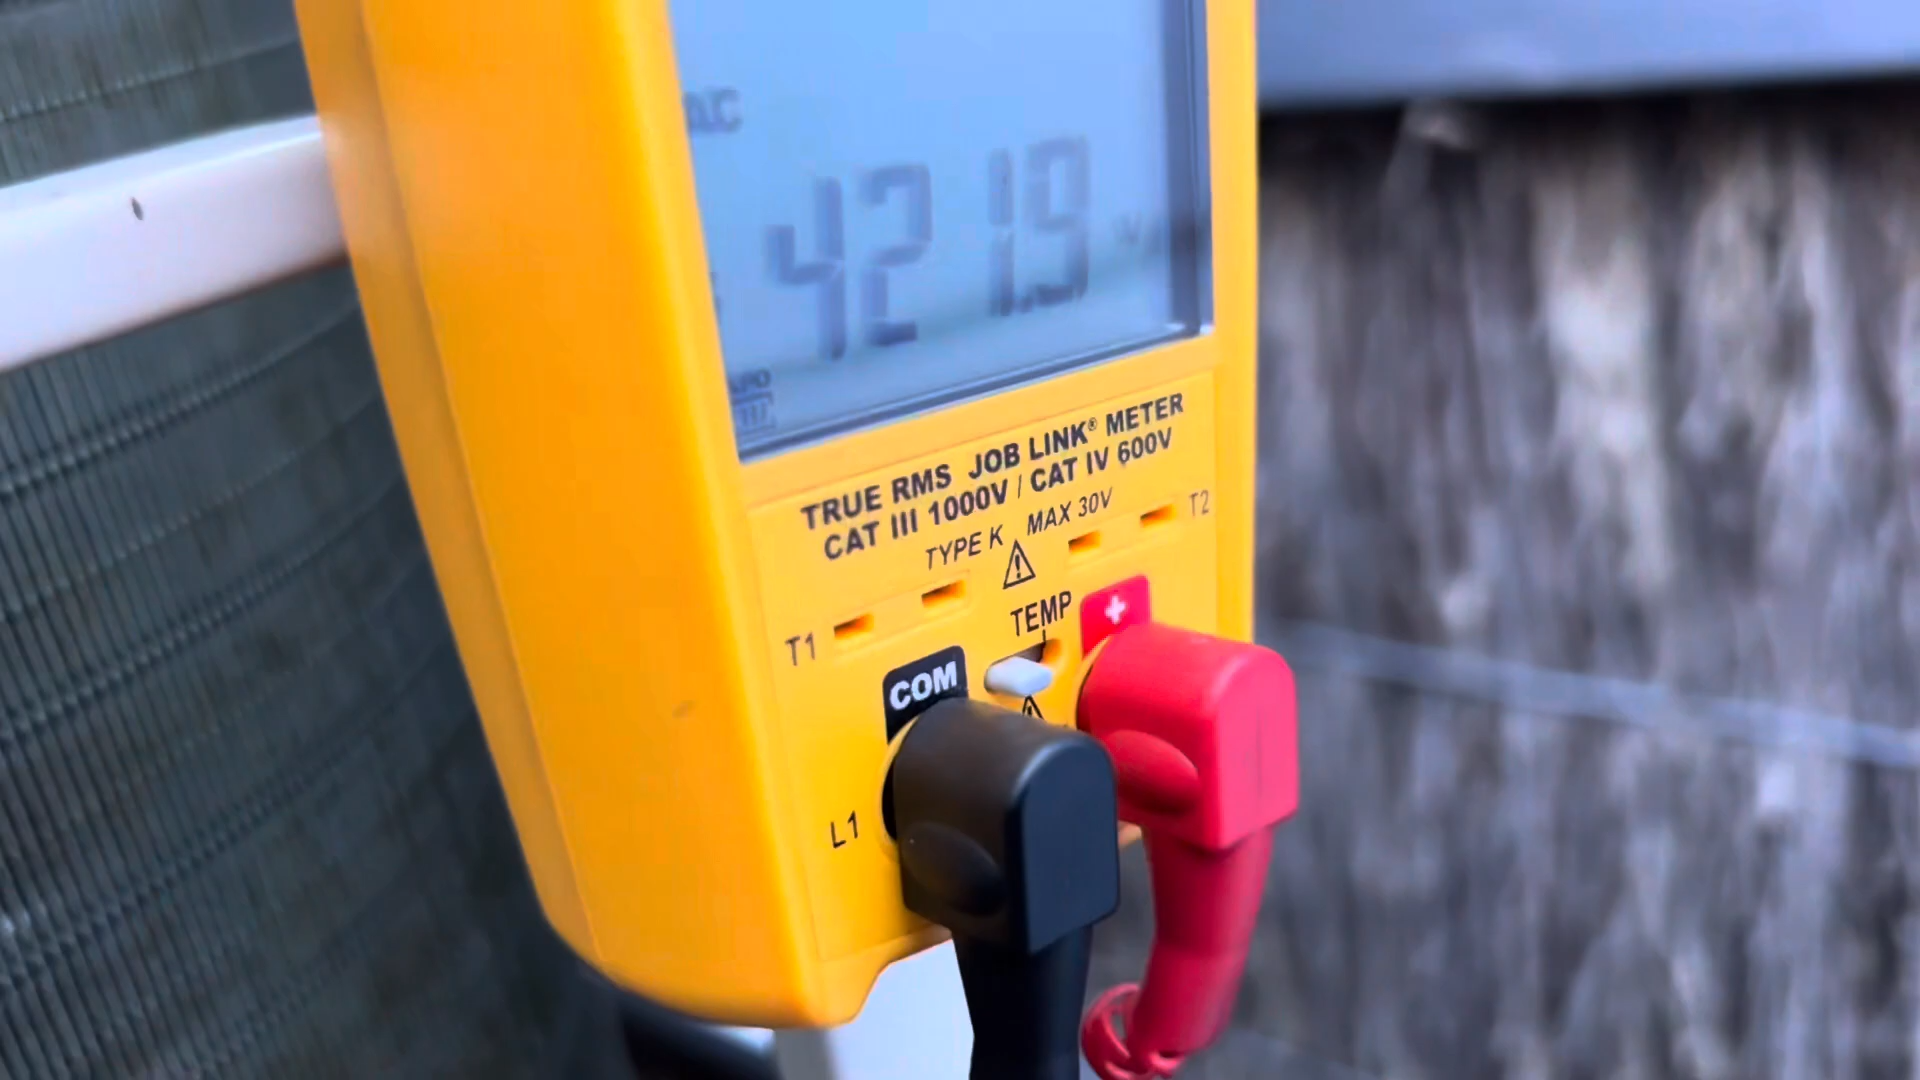 421.9
TRUE RMS JOB LINK® METER
CAT III 1000V / CAT IV 600V
TYPE K MAX 30V
T1 T2
TEMP
COM +
L1